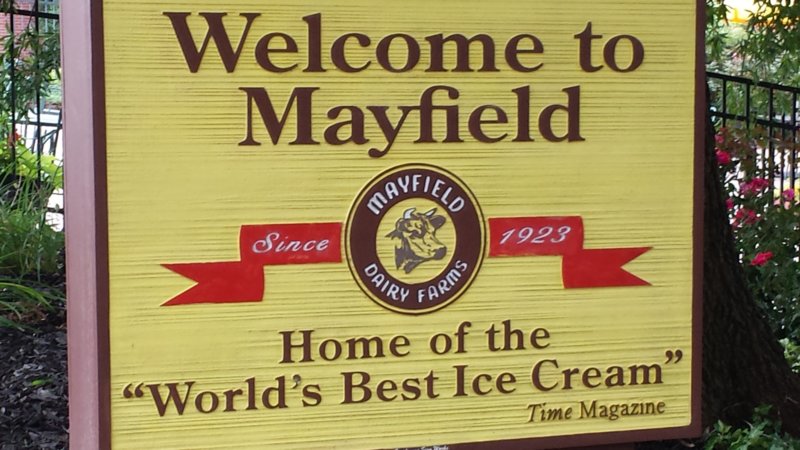 Welcome to
Mayfield
MAYFIELD
Since 1923
DAIRY FARMS
Home of the
“World's Best Ice Cream”
Time Magazine